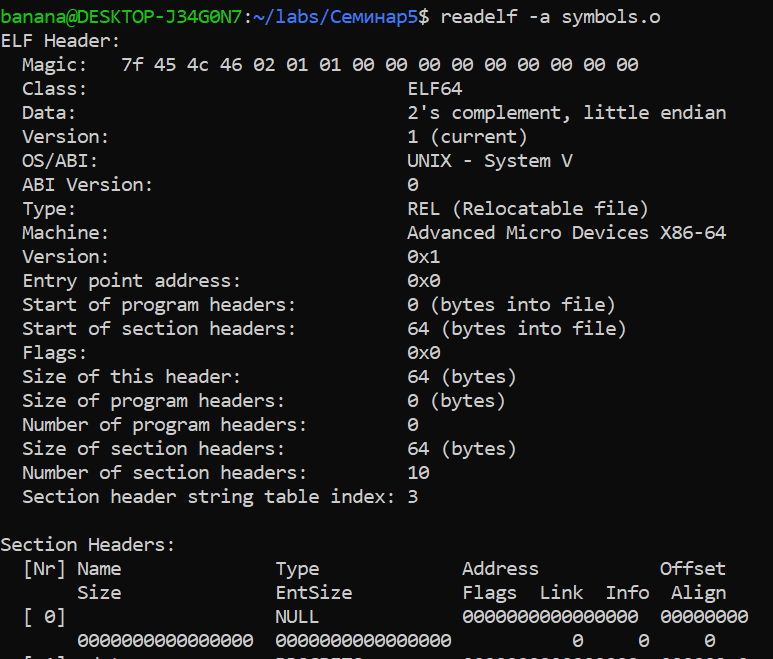 banana@DESKTOP-J34G0N7:~/labs/Семинар5$ readelf -a symbols.o
ELF Header:
  Magic:   7f 45 4c 46 02 01 01 00 00 00 00 00 00 00 00 00
  Class:                             ELF64
  Data:                              2's complement, little endian
  Version:                           1 (current)
  OS/ABI:                            UNIX - System V
  ABI Version:                       0
  Type:                              REL (Relocatable file)
  Machine:                           Advanced Micro Devices X86-64
  Version:                           0x1
  Entry point address:               0x0
  Start of program headers:          0 (bytes into file)
  Start of section headers:          64 (bytes into file)
  Flags:                             0x0
  Size of this header:               64 (bytes)
  Size of program headers:           0 (bytes)
  Number of program headers:         0
  Size of section headers:           64 (bytes)
  Number of section headers:         10
  Section header string table index: 3

Section Headers:
  [Nr] Name              Type             Address           Offset
       Size              EntSize          Flags  Link  Info  Align
  [ 0]                   NULL             0000000000000000  00000000
       0000000000000000  0000000000000000           0     0     0